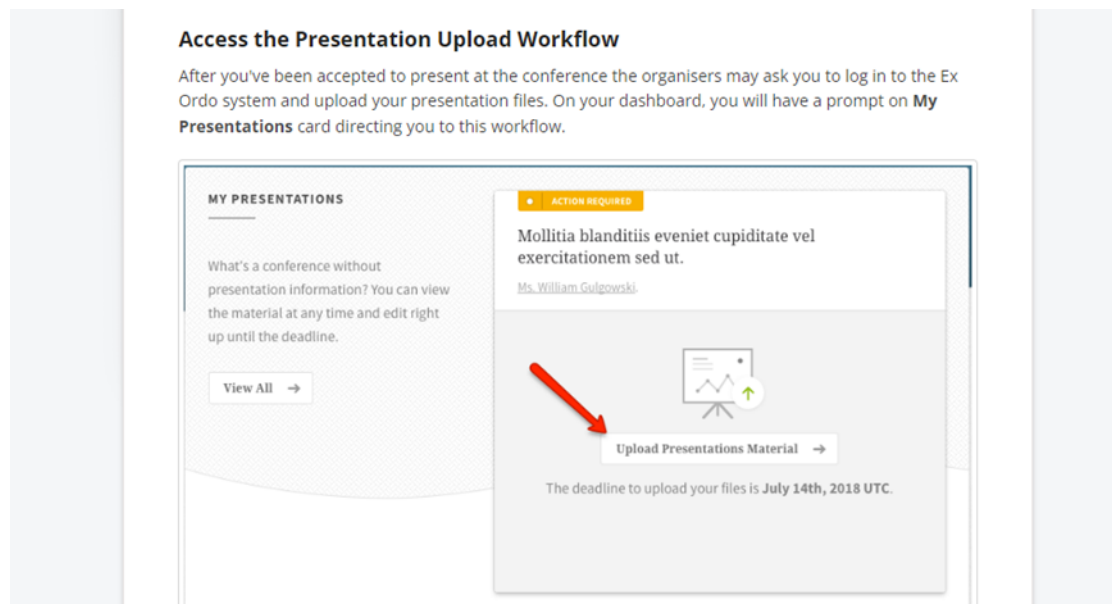 Access the Presentation Upload Workflow
After you've been accepted to present at the conference the organisers may ask you to log in to the Ex
Ordo system and upload your presentation files. On your dashboard, you will have a prompt on My
Presentations card directing you to this workflow.
MY PRESENTATIONS
What's a conference without
presentation information? You can view
the material at any time and edit right
up until the deadline.
View All →
ACTION REQUIRED
Mollitia blanditiis eveniet cupiditate vel
exercitationem sed ut.
Ms. William Gulgowski.
Upload Presentations Material →
The deadline to upload your files is July 14th, 2018 UTC.